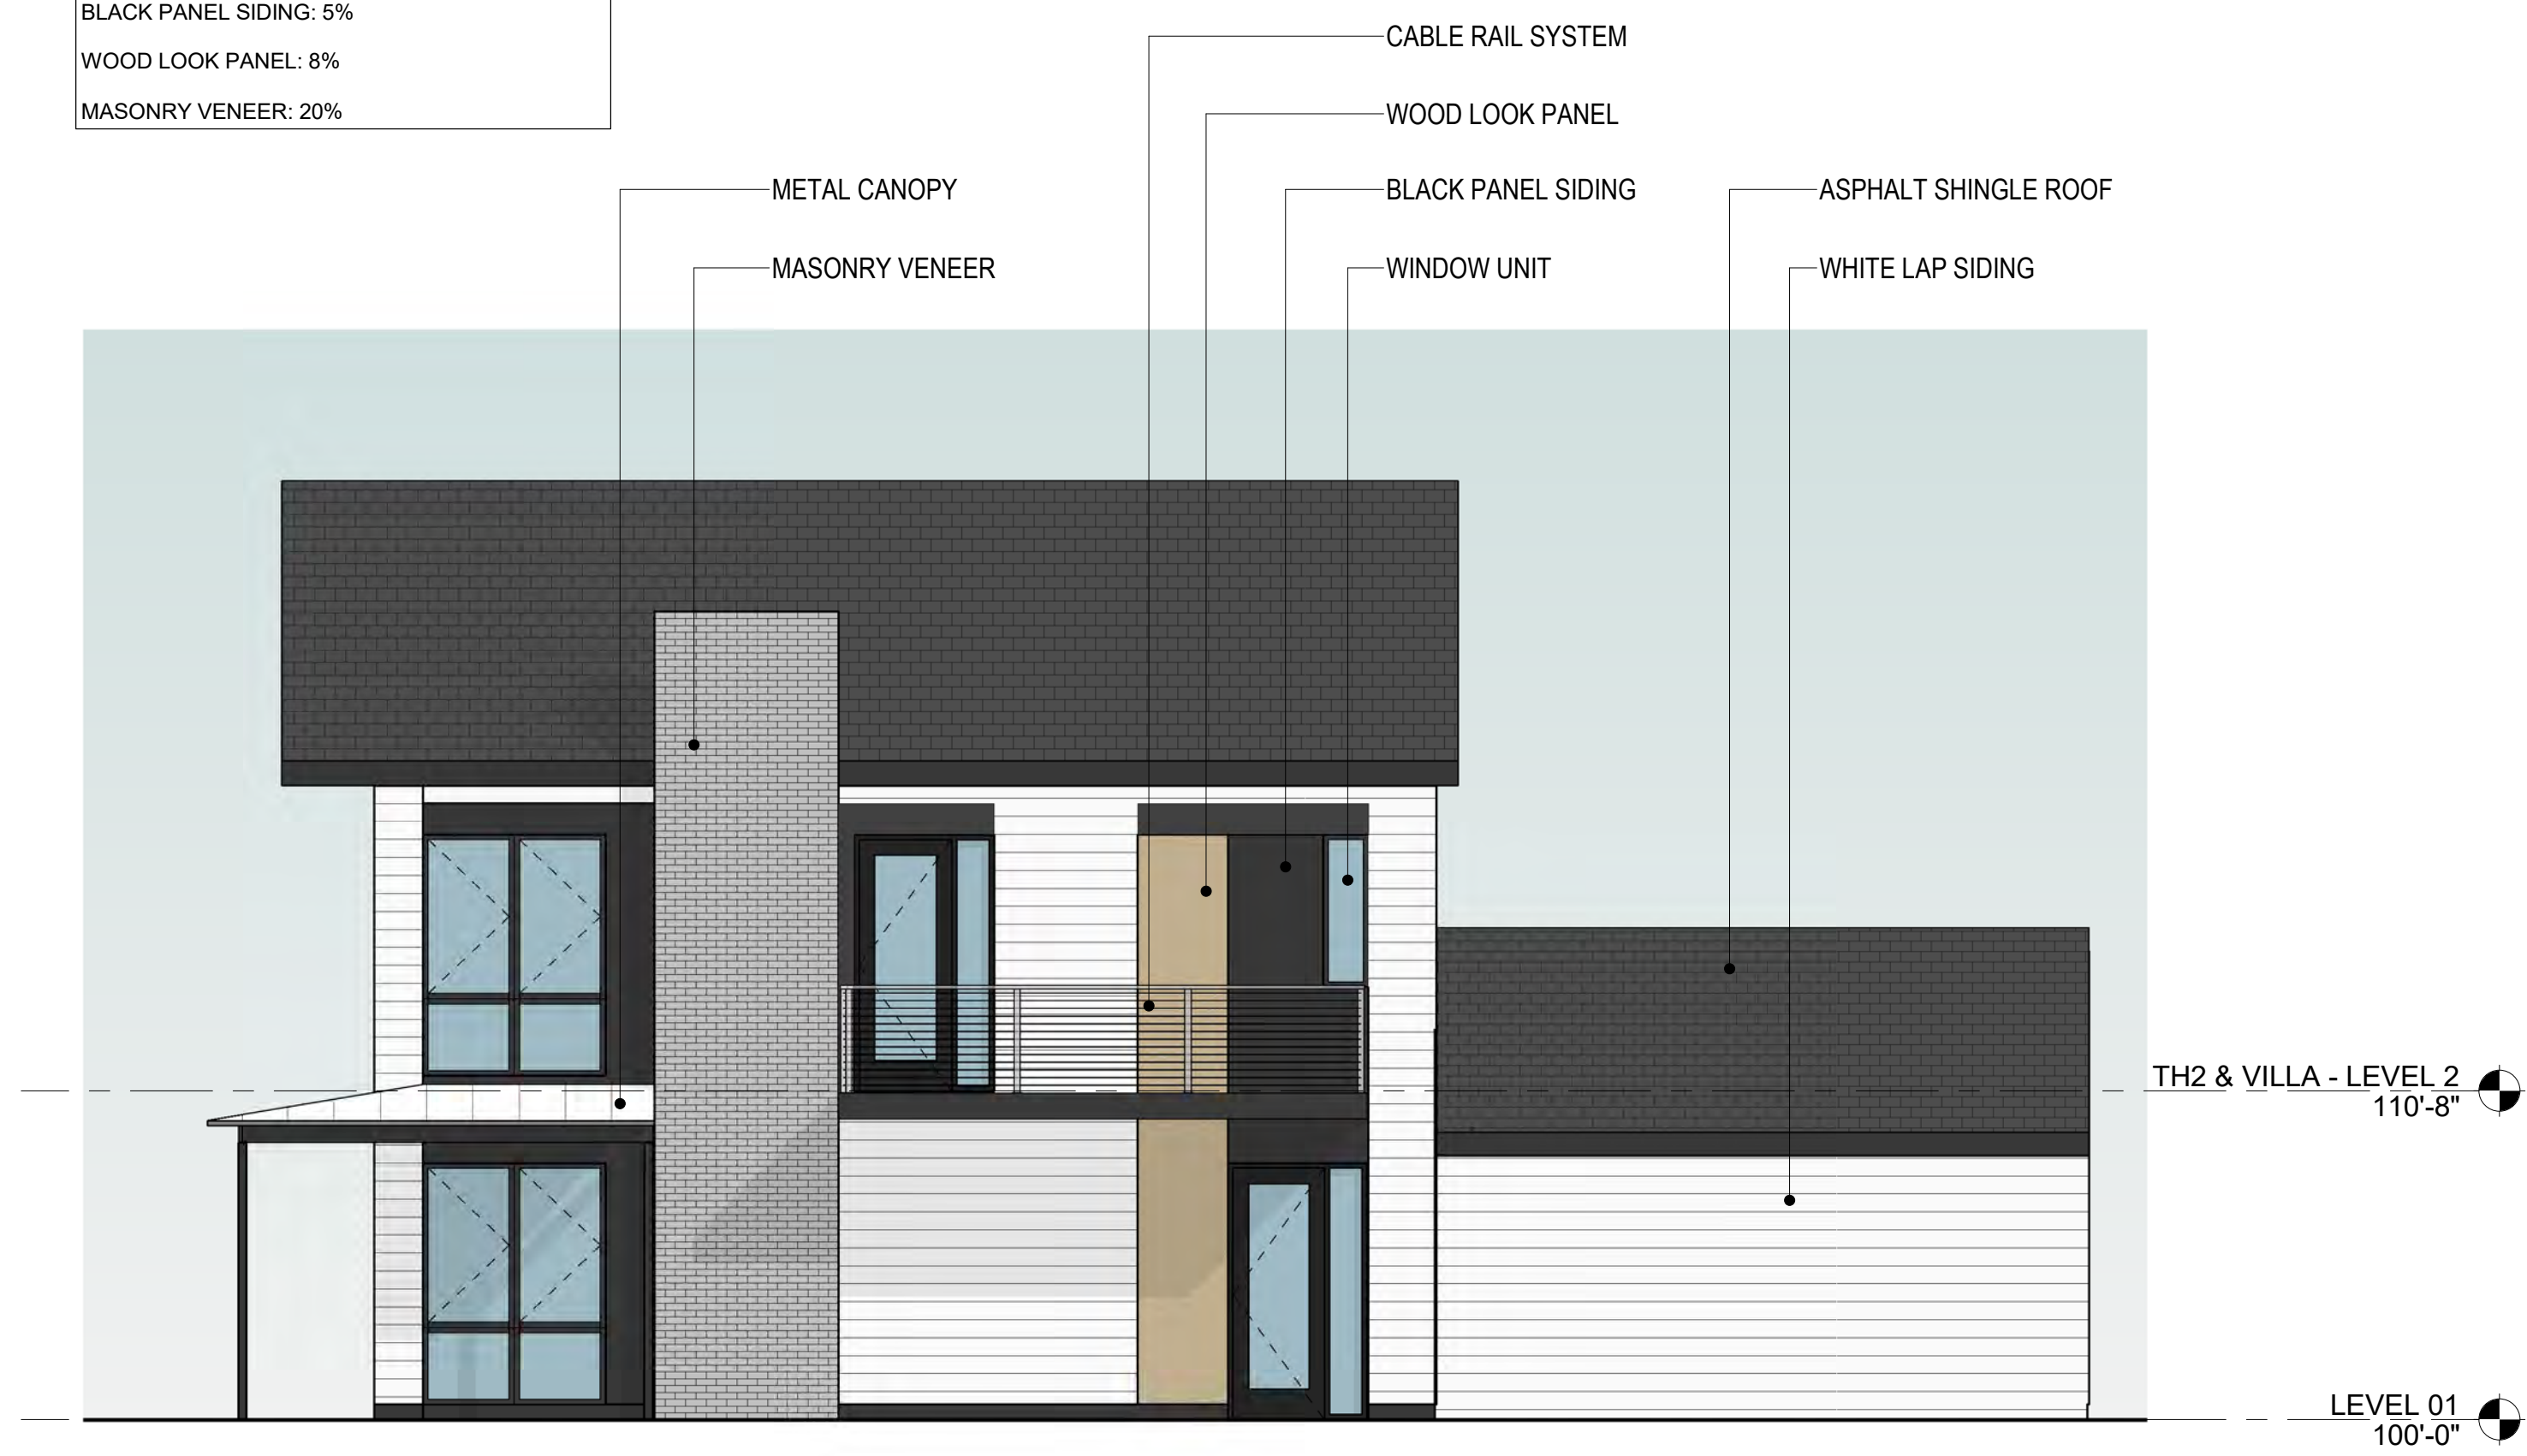 BLACK PANEL SIDING: 5%
WOOD LOOK PANEL: 8%
MASONRY VENEER: 20%
CABLE RAIL SYSTEM
WOOD LOOK PANEL
METAL CANOPY
BLACK PANEL SIDING
ASPHALT SHINGLE ROOF
MASONRY VENEER
WINDOW UNIT
WHITE LAP SIDING
TH2 & VILLA - LEVEL 2
110'-8"
LEVEL 01
100'-0"